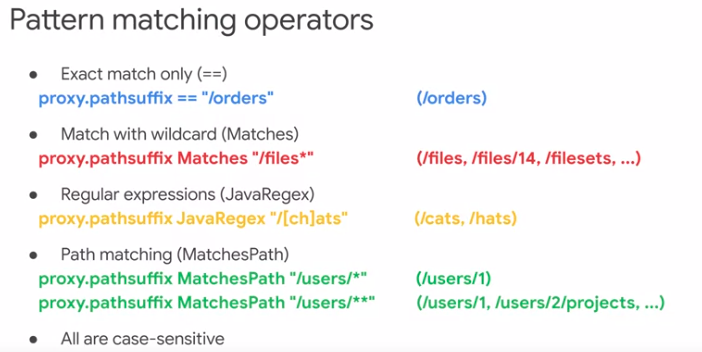 Pattern matching operators
• Exact match only (==)
proxy.pathsuffix == "/orders" (/orders)
• Match with wildcard (Matches)
proxy.pathsuffix Matches "/files*" (/files, /files/14, /filesets, ...)
• Regular expressions (JavaRegex)
proxy.pathsuffix JavaRegex "/[ch]ats" (/cats, /hats)
• Path matching (MatchesPath)
proxy.pathsuffix MatchesPath "/users/*" (/users/1)
proxy.pathsuffix MatchesPath "/users/**" (/users/1, /users/2/projects, ...)
• All are case-sensitive